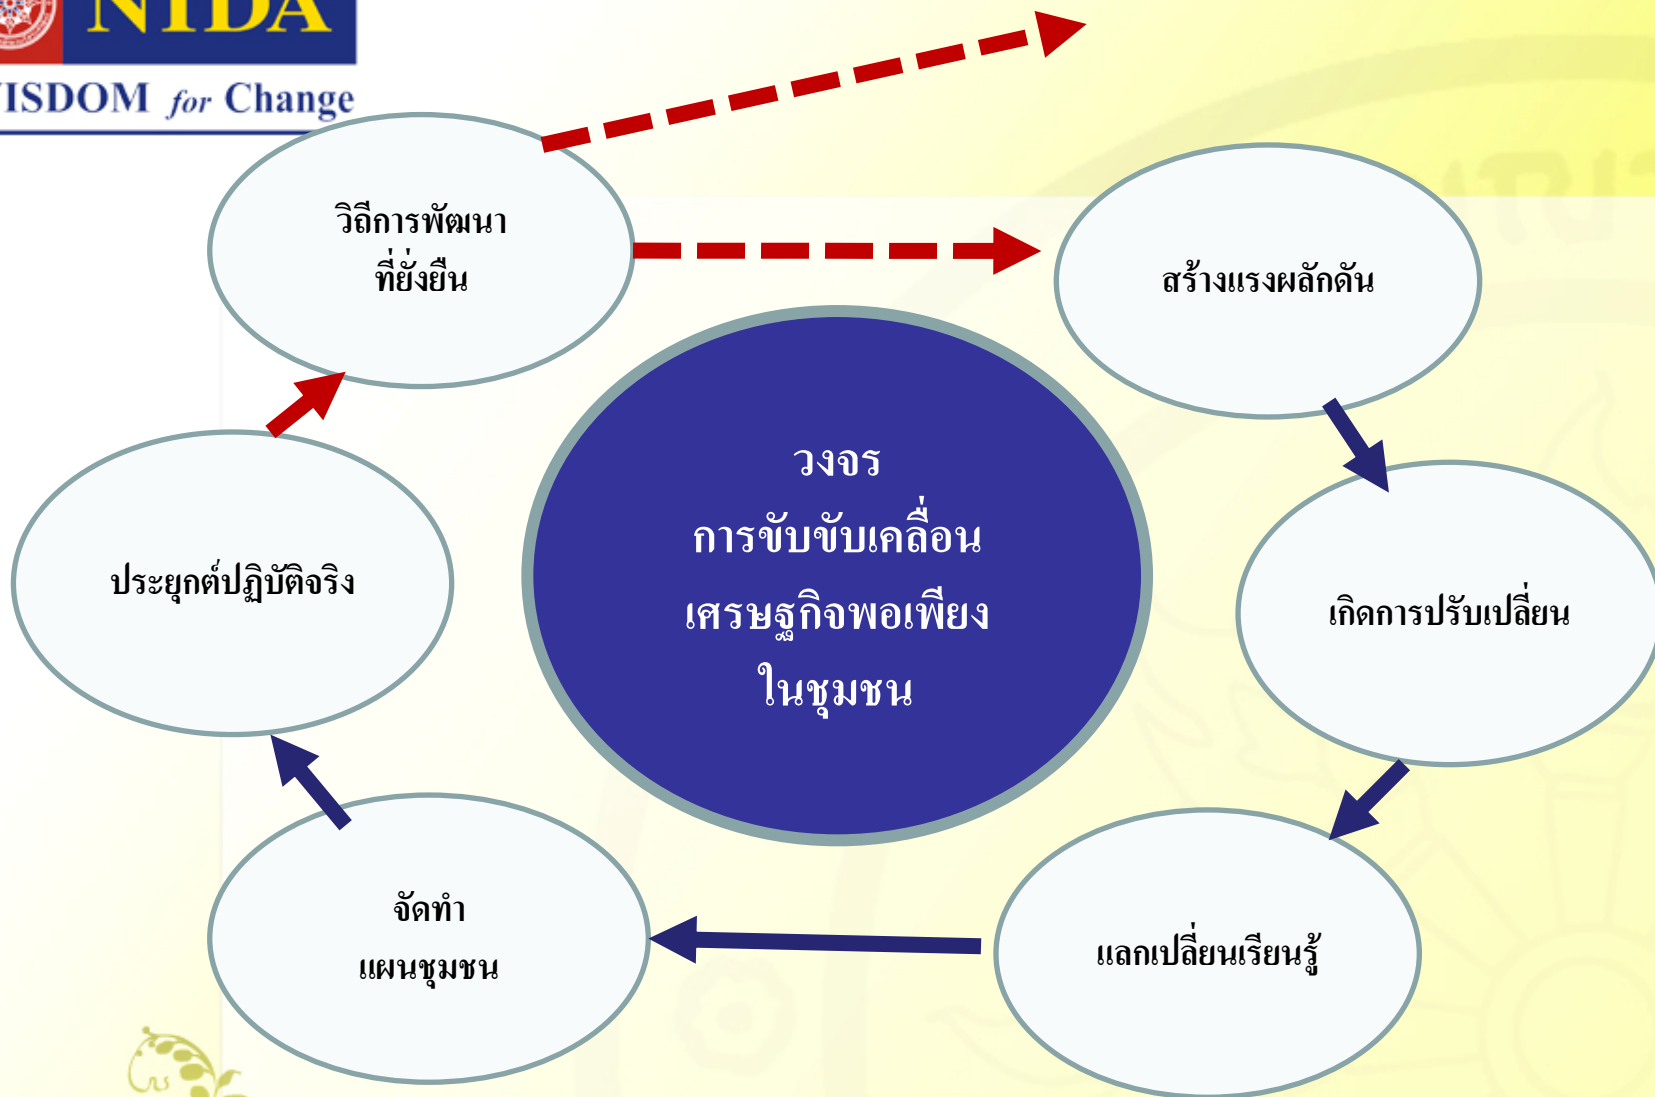 NIDA
WISDOM for Change
วิถีการพัฒนา
ที่ยั่งยืน
สร้างแรงผลักดัน
วงจร
การขับขับเคลื่อน
เศรษฐกิจพอเพียง
ในชุมชน
ประยุกต์ปฏิบัติจริง
เกิดการปรับเปลี่ยน
จัดทำ
แผนชุมชน
แลกเปลี่ยนเรียนรู้